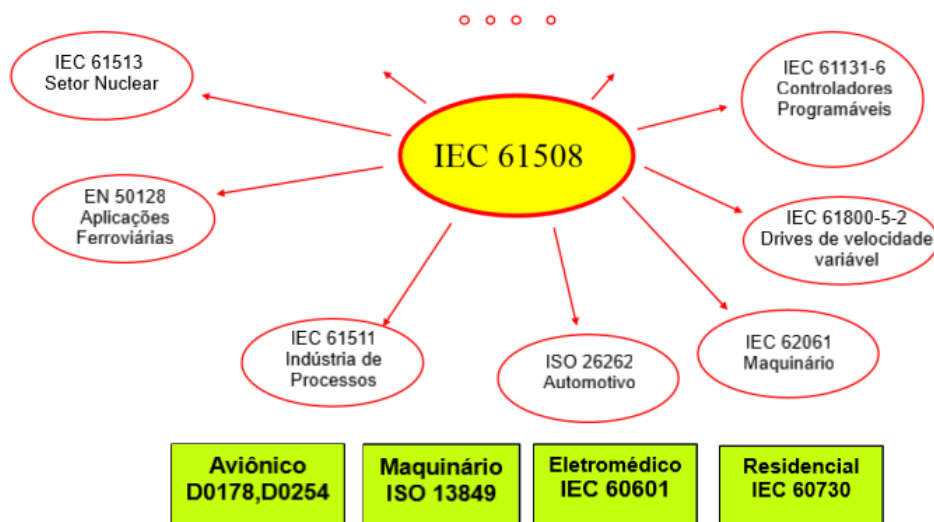 IEC 61513
Setor Nuclear
IEC 61131-6
Controladores
Programáveis
IEC 61508
EN 50128
Aplicações
Ferroviárias
IEC 61800-5-2
Drives de velocidade
variável
IEC 61511
Indústria de
Processos
ISO 26262
Automotivo
IEC 62061
Maquinário
Aviônico
D0178,D0254
Maquinário
ISO 13849
Eletromédico
IEC 60601
Residencial
IEC 60730